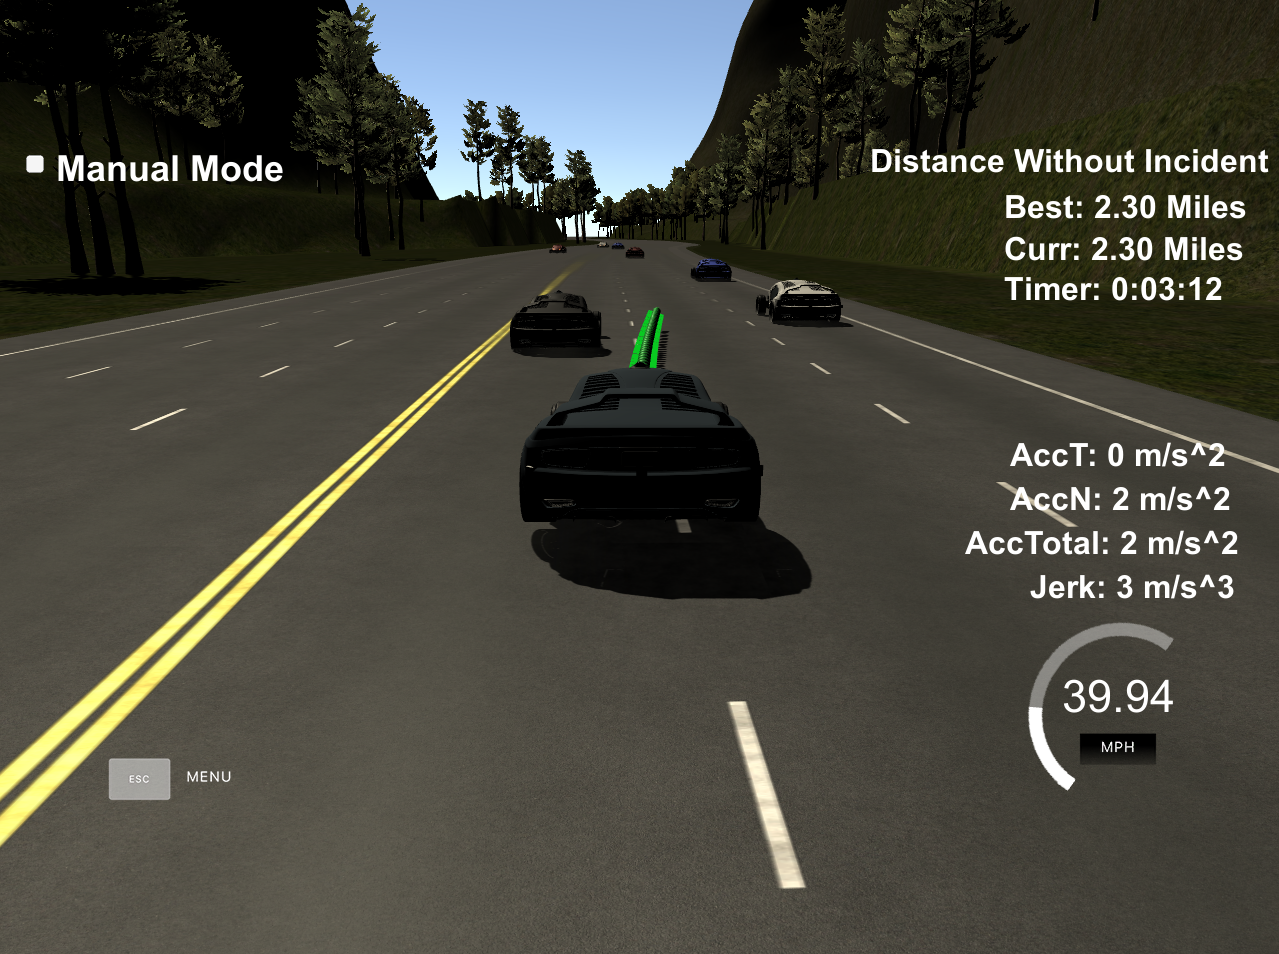 Manual Mode
Distance Without Incident
Best: 2.30 Miles
Curr: 2.30 Miles
Timer: 0:03:12
AccT: 0 m/s^2
AccN: 2 m/s^2
AccTotal: 2 m/s^2
Jerk: 3 m/s^3
39.94
MPH
ESC MENU